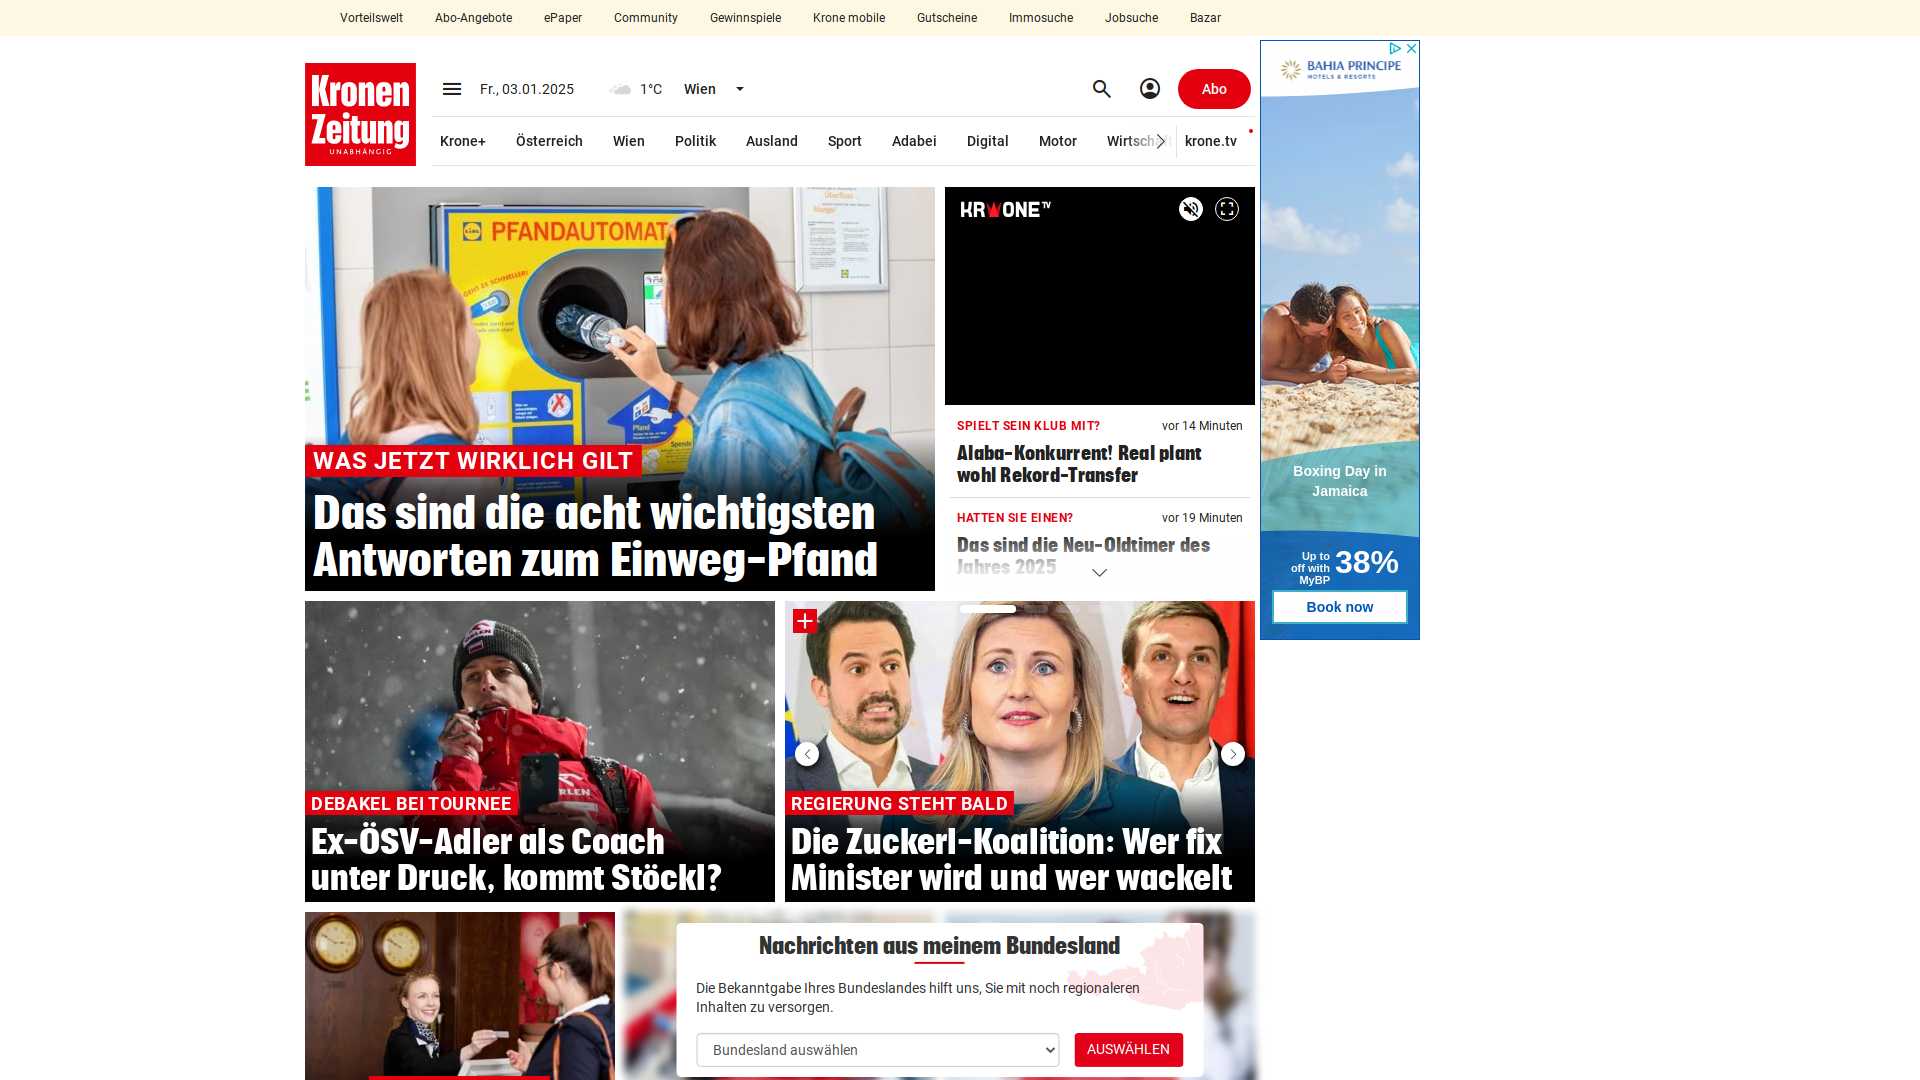 Vorteilswelt
Abo-Angebote
ePaper
Community
Gewinnspiele
Krone mobile
Gutscheine
Immosuche
Jobsuche
Bazar
Kronen
Zeitung
UNABHÄNGIG
Fr., 03.01.2025
1°C
Wien
Abo
Krone+
Österreich
Wien
Politik
Ausland
Sport
Adabei
Digital
Motor
Wirtschaft
krone.tv
PFANDAUTOMAT
GEHT ES SCHNELLER!
Pfand
Spende
WAS JETZT WIRKLICH GILT
Das sind die acht wichtigsten
Antworten zum Einweg-Pfand
KRONE TV
SPIELT SEIN KLUB MIT?
vor 14 Minuten
Alaba-Konkurrent! Real plant
wohl Rekord-Transfer
HATTEN SIE EINEN?
vor 19 Minuten
Das sind die Neu-Oldtimer des
Jahres 2025
BAHIA PRINCIPE
HOTELS & RESORTS
Boxing Day in
Jamaica
Up to
off with
MyBP
38%
Book now
DEBAKEL BEI TOURNEE
Ex-ÖSV-Adler als Coach
unter Druck, kommt Stöckl?
REGIERUNG STEHT BALD
Die Zuckerl-Koalition: Wer fix
Minister wird und wer wackelt
Nachrichten aus meinem Bundesland
Die Bekanntgabe Ihres Bundeslandes hilft uns, Sie mit noch regionaleren
Inhalten zu versorgen.
Bundesland auswählen
AUSWÄHLEN